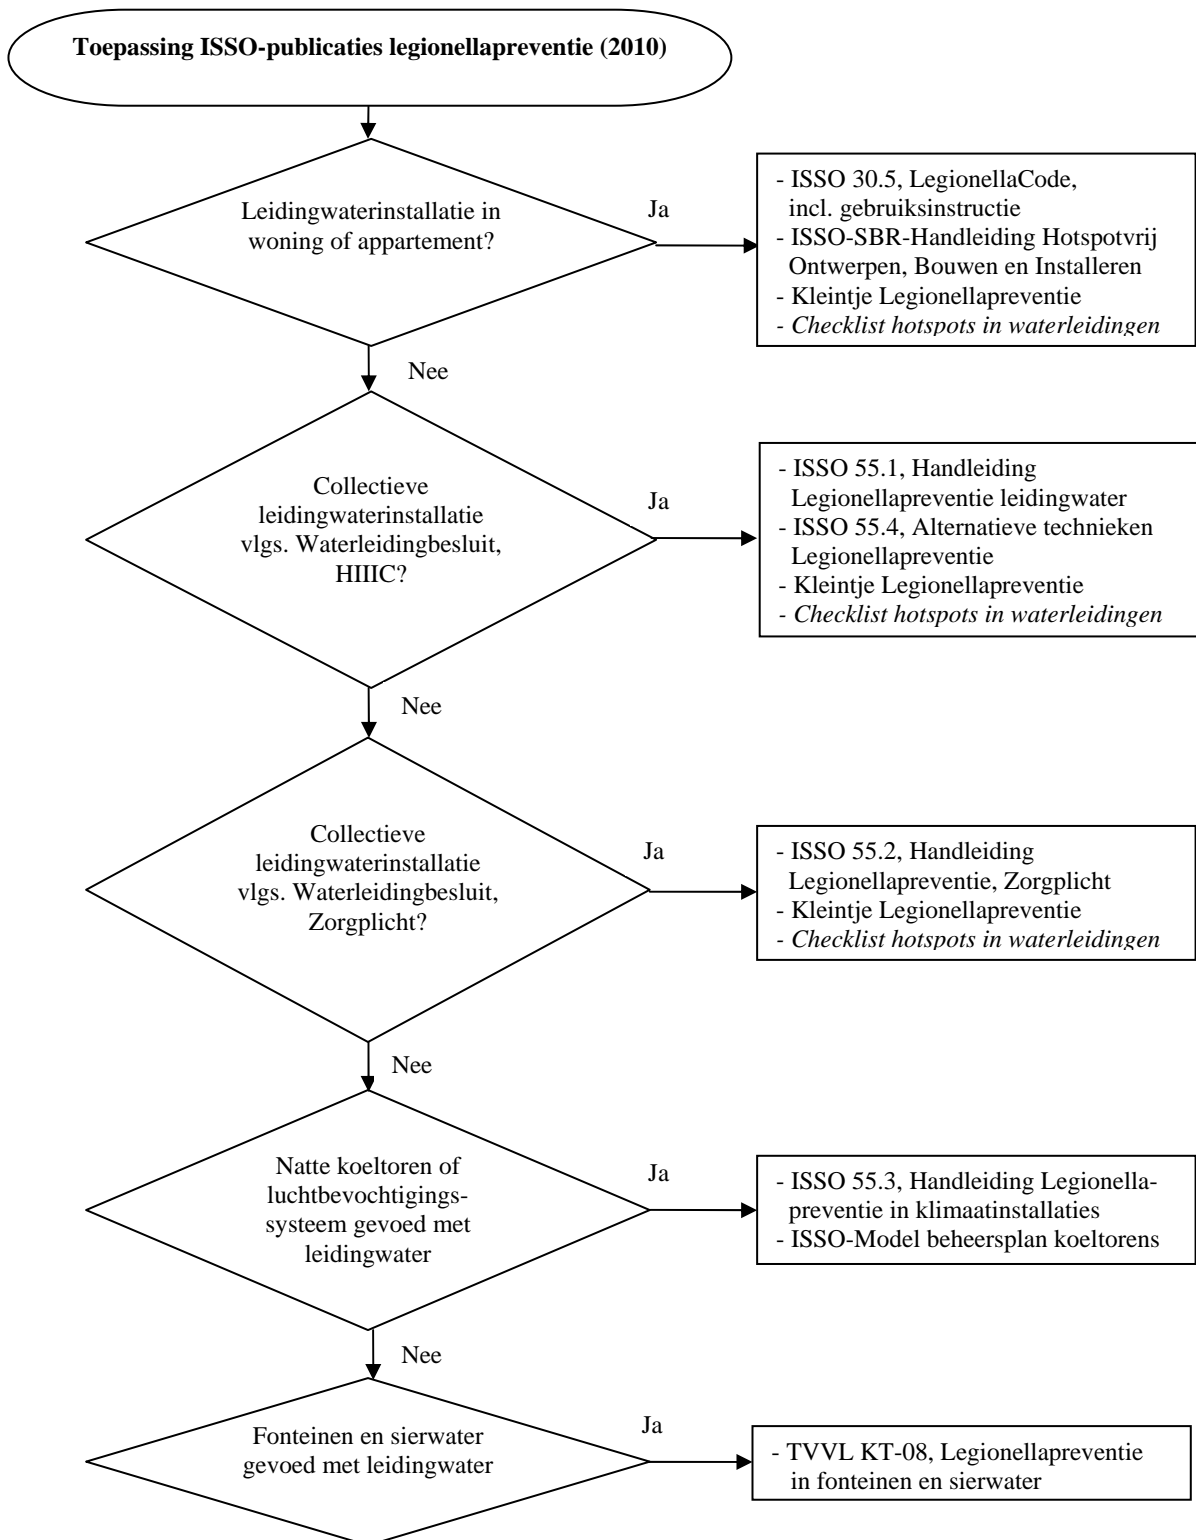 Toepassing ISSO-publicaties legionellapreventie (2010)
Leidingwaterinstallatie in
woning of appartement?
Ja
- ISSO 30.5, LegionellaCode,
incl. gebruiksinstructie
- ISSO-SBR-Handleiding Hotspotvrij
Ontwerpen, Bouwen en Installeren
- Kleintje Legionellapreventie
- Checklist hotspots in waterleidingen
Nee
Collectieve
leidingwaterinstallatie
vlgs. Waterleidingbesluit,
HIIIC?
Ja
- ISSO 55.1, Handleiding
Legionellapreventie leidingwater
- ISSO 55.4, Alternatieve technieken
Legionellapreventie
- Kleintje Legionellapreventie
- Checklist hotspots in waterleidingen
Nee
Collectieve
leidingwaterinstallatie
vlgs. Waterleidingbesluit,
Zorgplicht?
Ja
- ISSO 55.2, Handleiding
Legionellapreventie, Zorgplicht
- Kleintje Legionellapreventie
- Checklist hotspots in waterleidingen
Nee
Natte koeltoren of
luchtbevochtigings-
systeem gevoed met
leidingwater
Ja
- ISSO 55.3, Handleiding Legionella-
preventie in klimaatinstallaties
- ISSO-Model beheersplan koeltorens
Nee
Fonteinen en sierwater
gevoed met leidingwater
Ja
- TVVL KT-08, Legionellapreventie
in fonteinen en sierwater